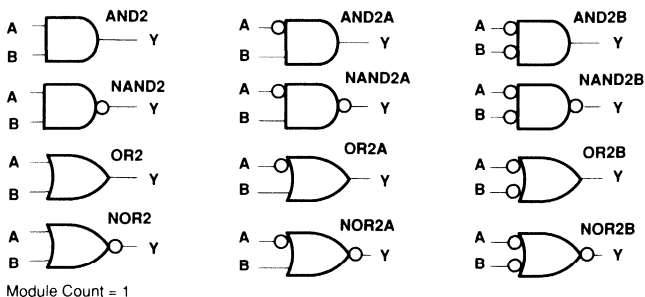 AND2 AND2A AND2B
A Y A Y A Y
B B B
NAND2 NAND2A NAND2B
A Y A Y A Y
B B B
OR2 OR2A OR2B
A Y A Y A Y
B B B
NOR2 NOR2A NOR2B
A Y A Y A Y
B B B
Module Count = 1